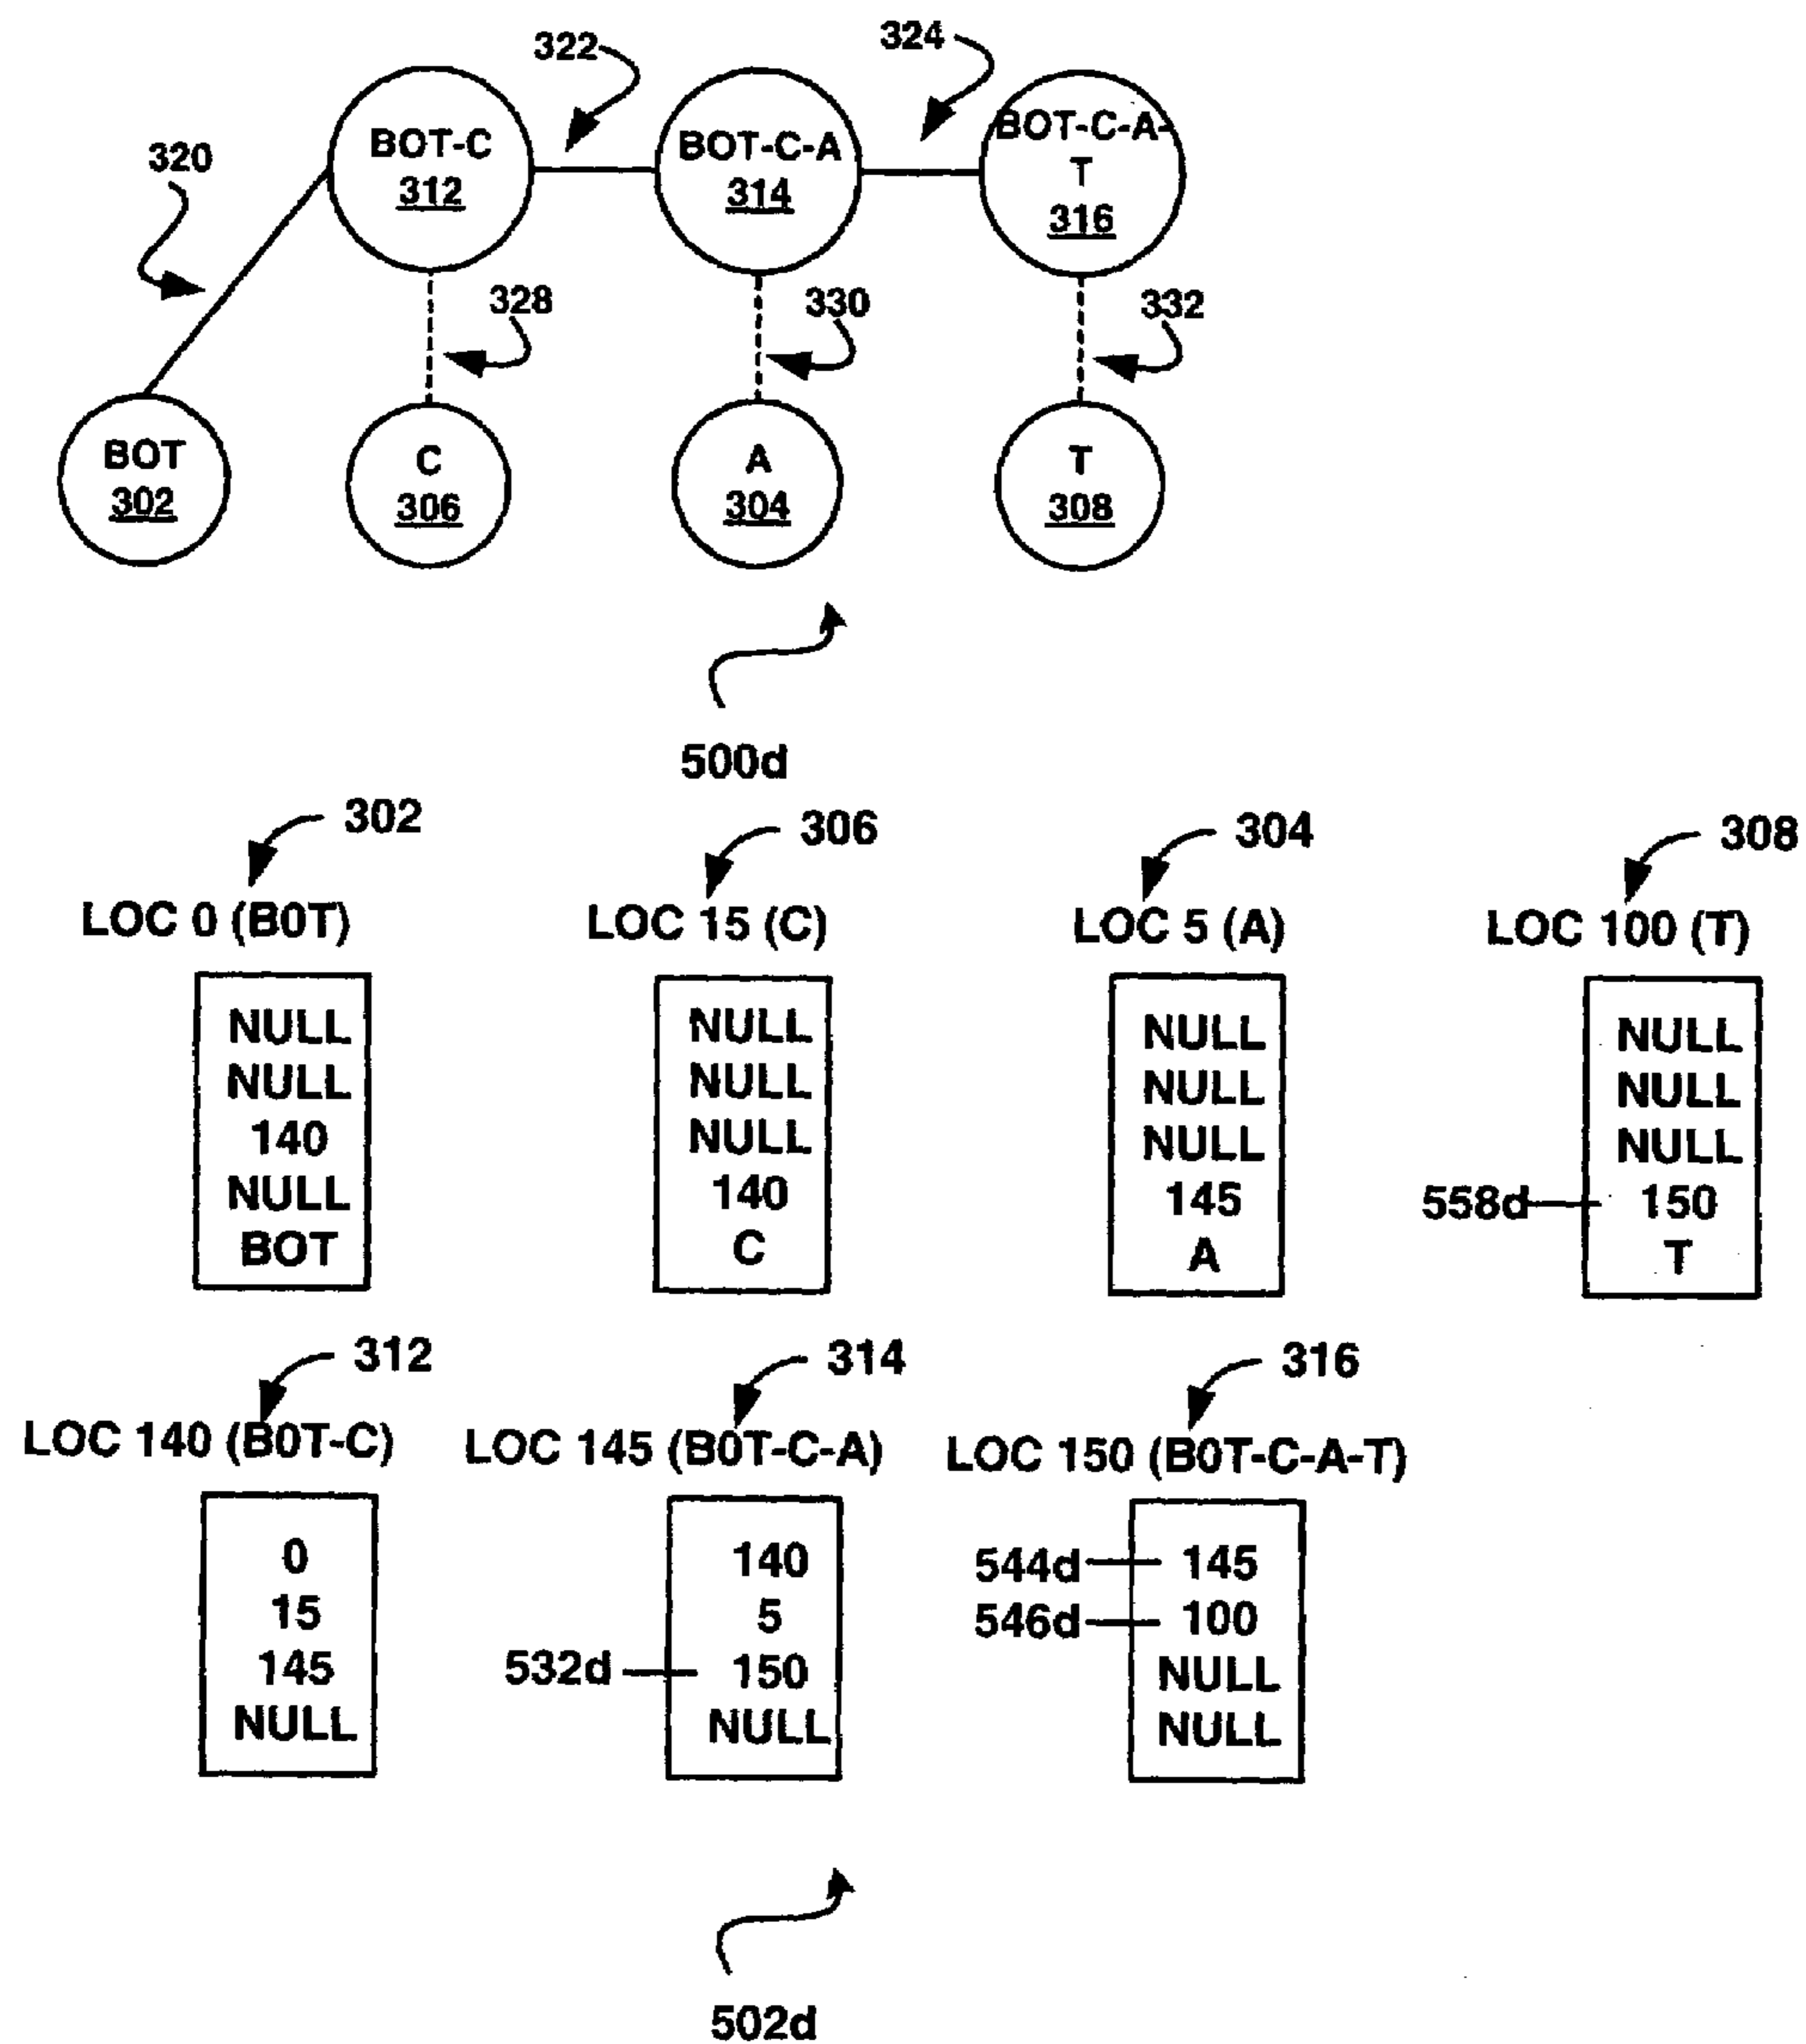 322
324
320
BOT-C
312
BOT-C-A
314
BOT-C-A-
T
316
328
330
332
BOT
302
C
306
A
304
T
308
500d
302
306
304
308
LOC 0 (B0T)
LOC 15 (C)
LOC 5 (A)
LOC 100 (T)
NULL
NULL
140
NULL
BOT
NULL
NULL
NULL
140
C
NULL
NULL
NULL
145
A
558d
NULL
NULL
NULL
150
T
312
314
316
LOC 140 (B0T-C)
LOC 145 (B0T-C-A)
LOC 150 (B0T-C-A-T)
0
15
145
NULL
532d
140
5
150
NULL
544d
546d
145
100
NULL
NULL
502d